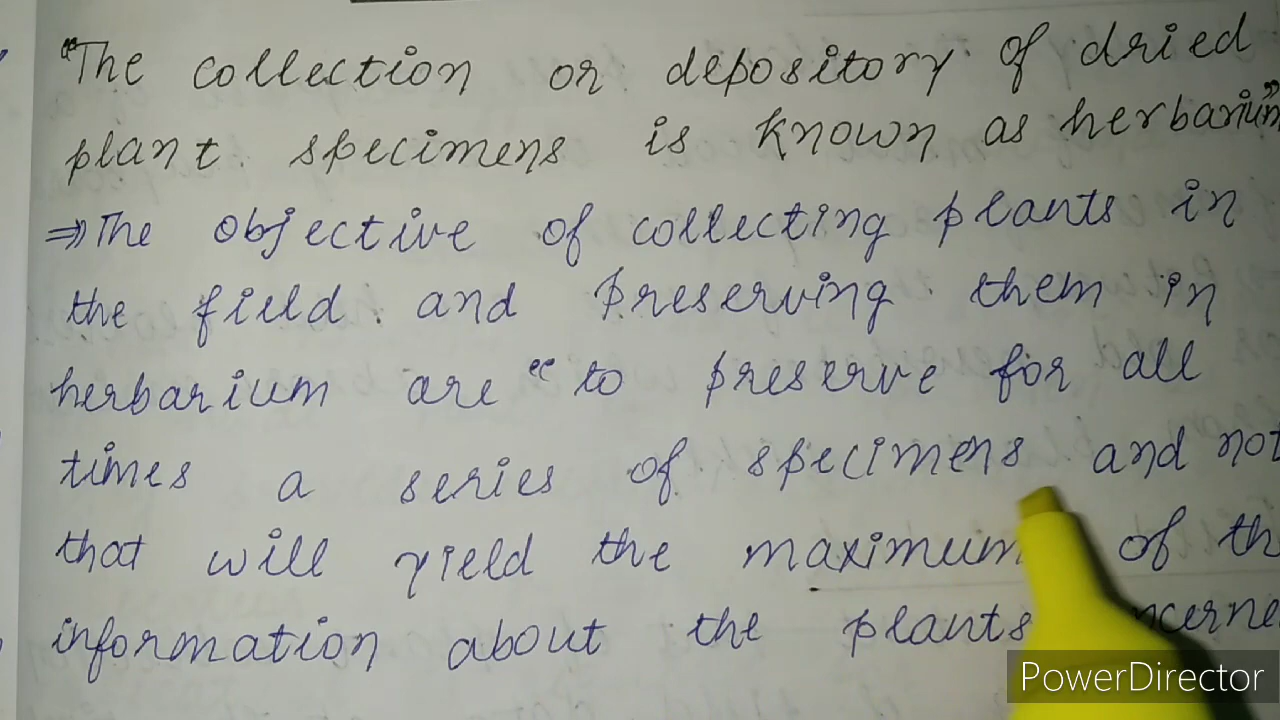 "The collection or depository of dried
plant specimens is known as herbarium"
⇒ The objective of collecting plants in
the field and preserving them in
herbarium are "to preserve for all
times a series of specimens and not
that will yield the maximum of th
information about the plants ncerne
PowerDirector